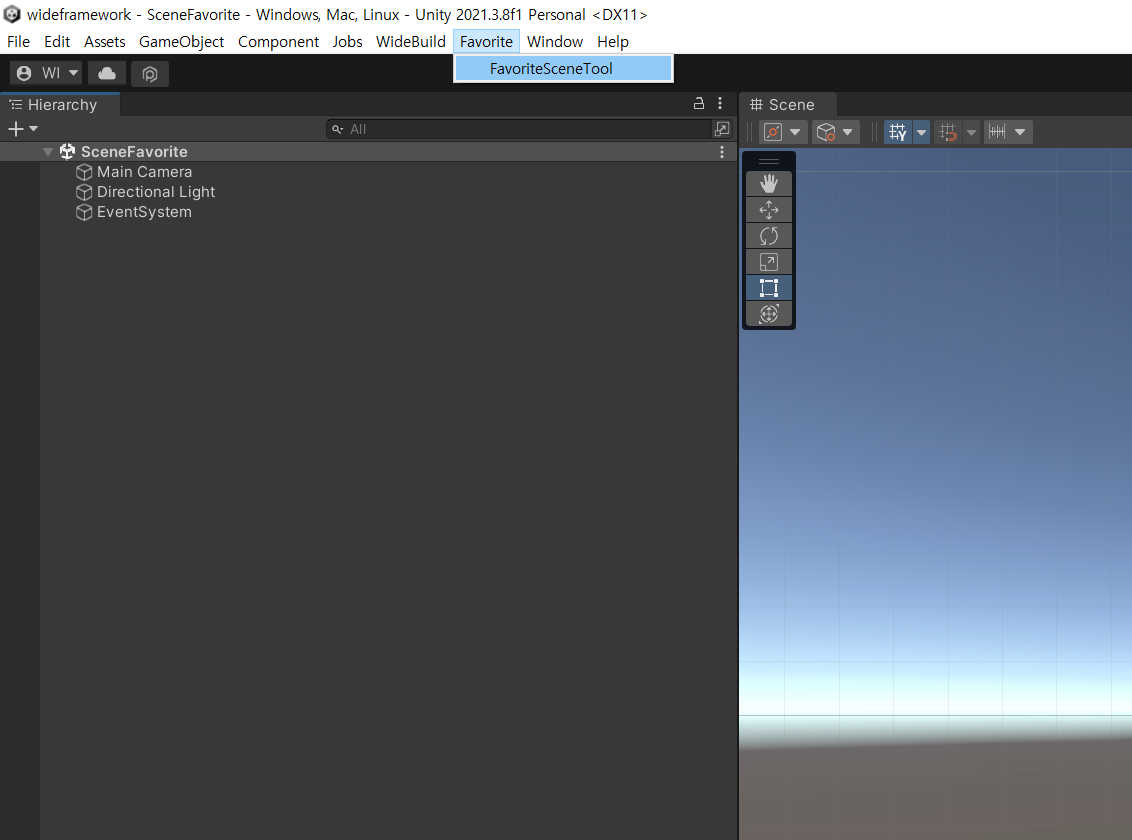 wideframework - SceneFavorite - Windows, Mac, Linux - Unity 2021.3.8f1 Personal <DX11>
File Edit Assets GameObject Component Jobs WideBuild Favorite Window Help
FavoriteSceneTool
WI
Hierarchy
Scene
All
Y
SceneFavorite
Main Camera
Directional Light
EventSystem